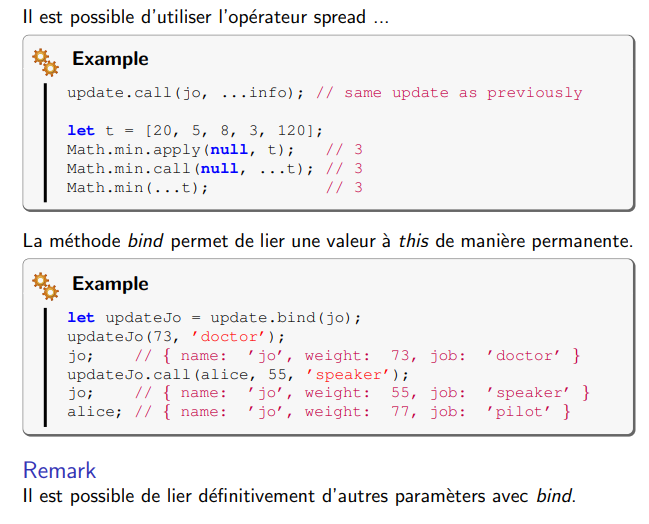 Il est possible d'utiliser l'opérateur spread ...
Example
update.call(jo, ...info); // same update as previously
let t = [20, 5, 8, 3, 120];
Math.min.apply(null, t); // 3
Math.min.call(null, ...t); // 3
Math.min(...t); // 3
La méthode bind permet de lier une valeur à this de manière permanente.
Example
let updateJo = update.bind(jo);
updateJo(73, ’doctor’);
jo; // { name: ’jo’, weight: 73, job: ’doctor’ }
updateJo.call(alice, 55, ’speaker’);
jo; // { name: ’jo’, weight: 55, job: ’speaker’ }
alice; // { name: ’jo’, weight: 77, job: ’pilot’ }
Remark
Il est possible de lier définitivement d'autres paramèters avec bind.